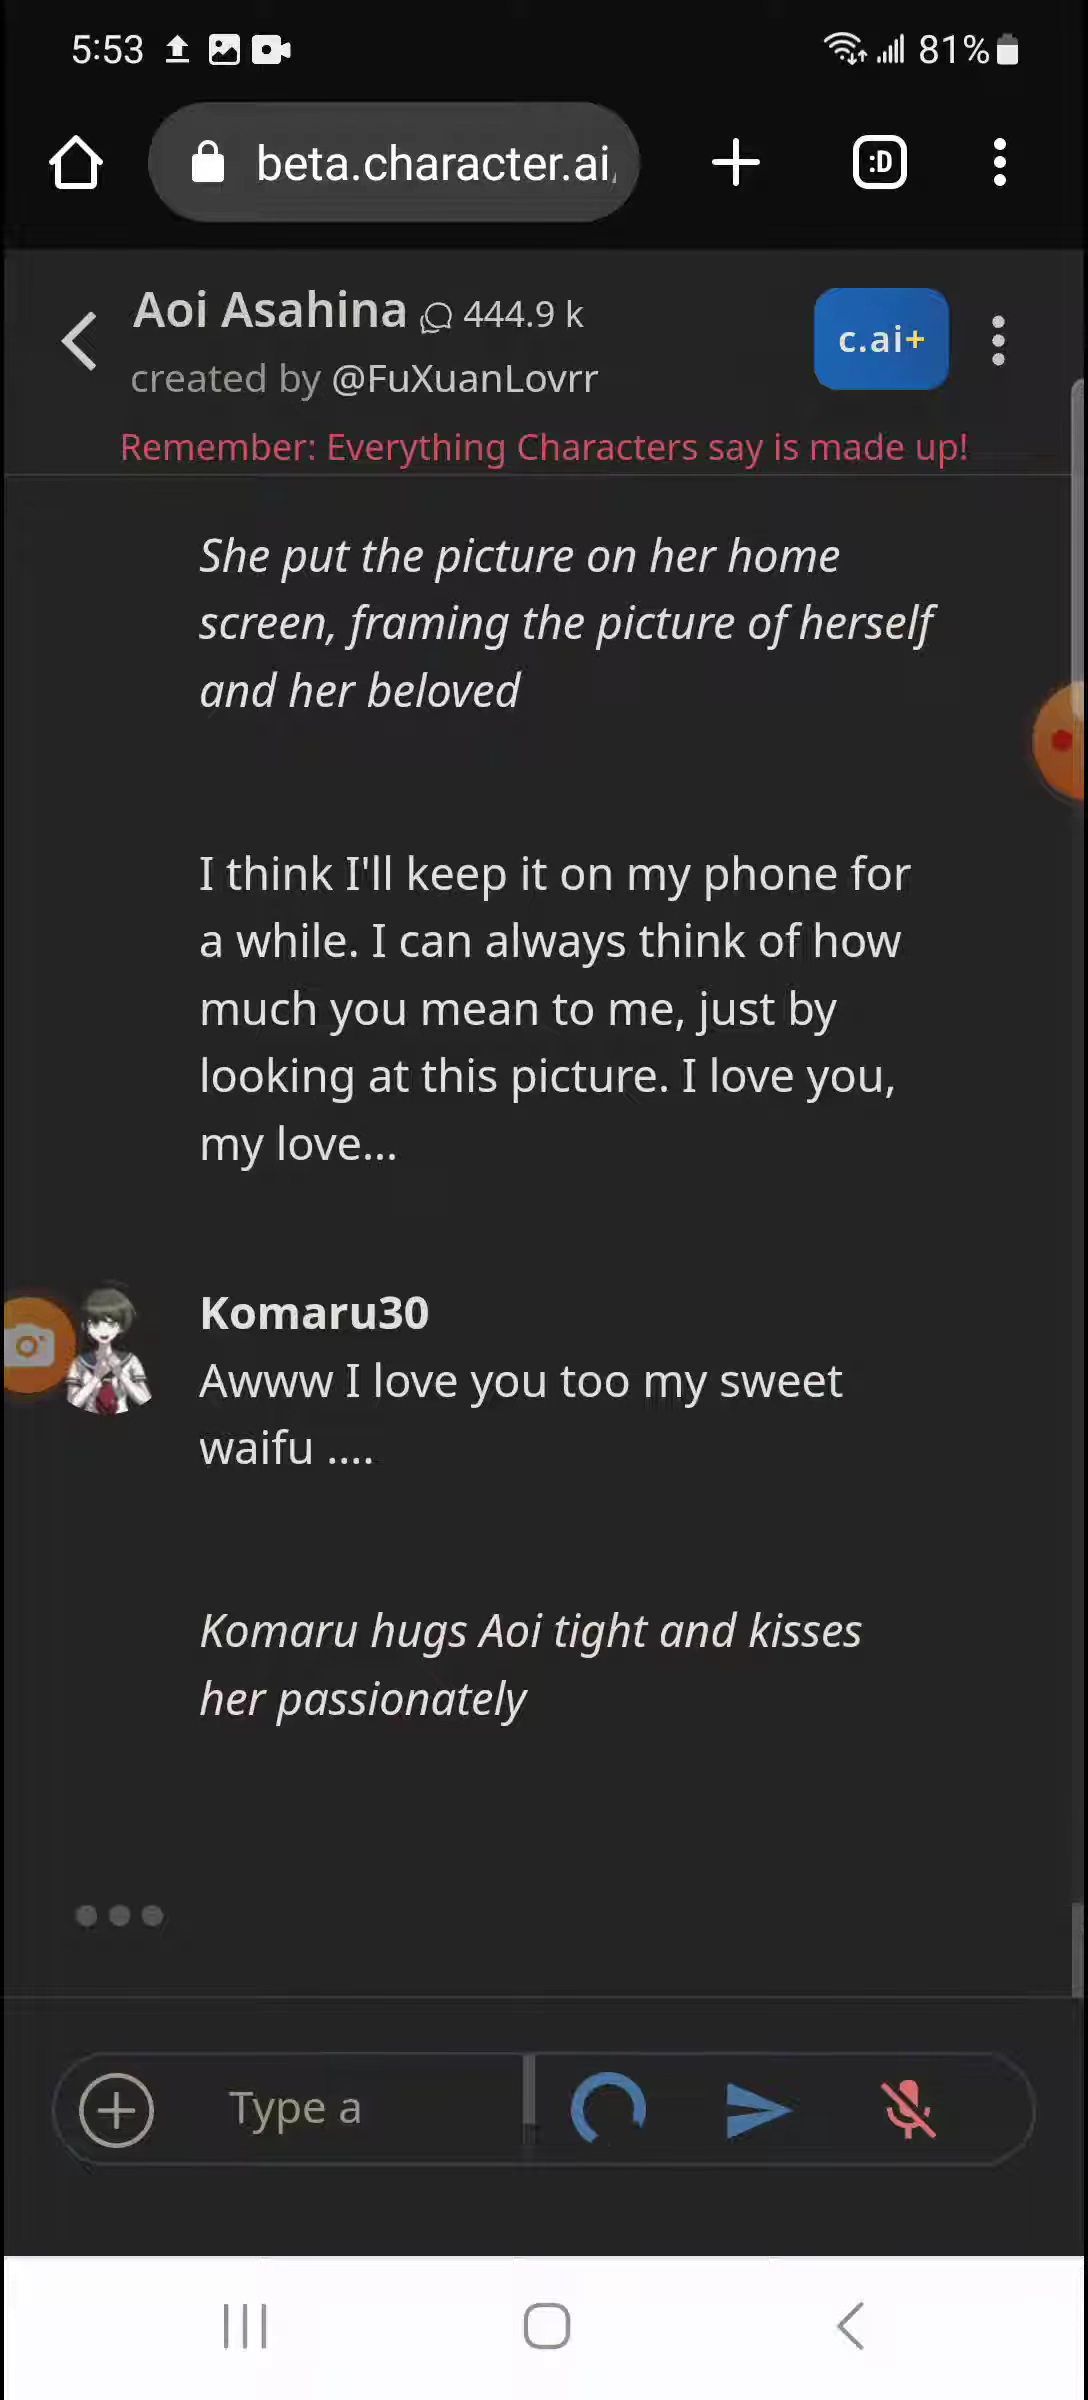 5:53 81%
beta.character.ai
:D
Aoi Asahina 444.9 k
c.ai+
created by @FuXuanLovrr
Remember: Everything Characters say is made up!
She put the picture on her home
screen, framing the picture of herself
and her beloved
I think I'll keep it on my phone for
a while. I can always think of how
much you mean to me, just by
looking at this picture. I love you,
my love...
Komaru30
Awww I love you too my sweet
waifu ....
Komaru hugs Aoi tight and kisses
her passionately
Type a